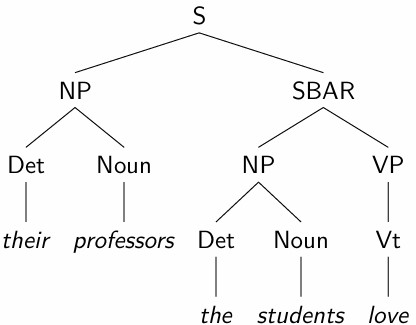 S
NP SBAR
Det Noun NP VP
their professors Det Noun Vt
the students love